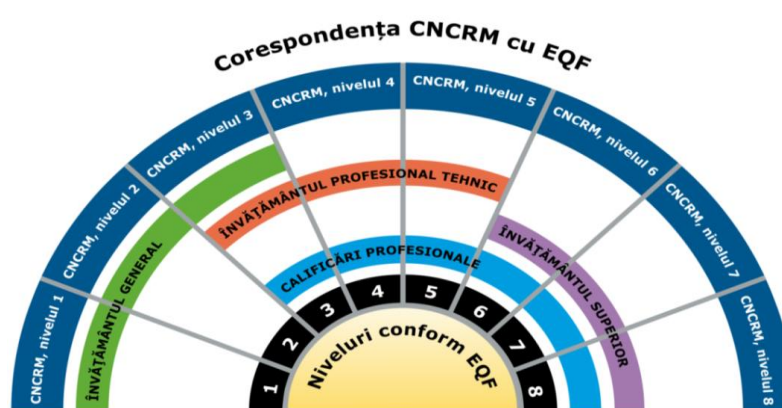 Corespondența CNCRM cu EQF
CNCRM, nivelul 1
CNCRM, nivelul 2
CNCRM, nivelul 3
CNCRM, nivelul 4
CNCRM, nivelul 5
CNCRM, nivelul 6
CNCRM, nivelul 7
CNCRM, nivelul 8
ÎNVĂȚĂMÂNTUL GENERAL
ÎNVĂȚĂMÂNTUL PROFESIONAL TEHNIC
ÎNVĂȚĂMÂNTUL SUPERIOR
CALIFICĂRI PROFESIONALE
1
2
3
4
5
6
7
8
Niveluri conform EQF